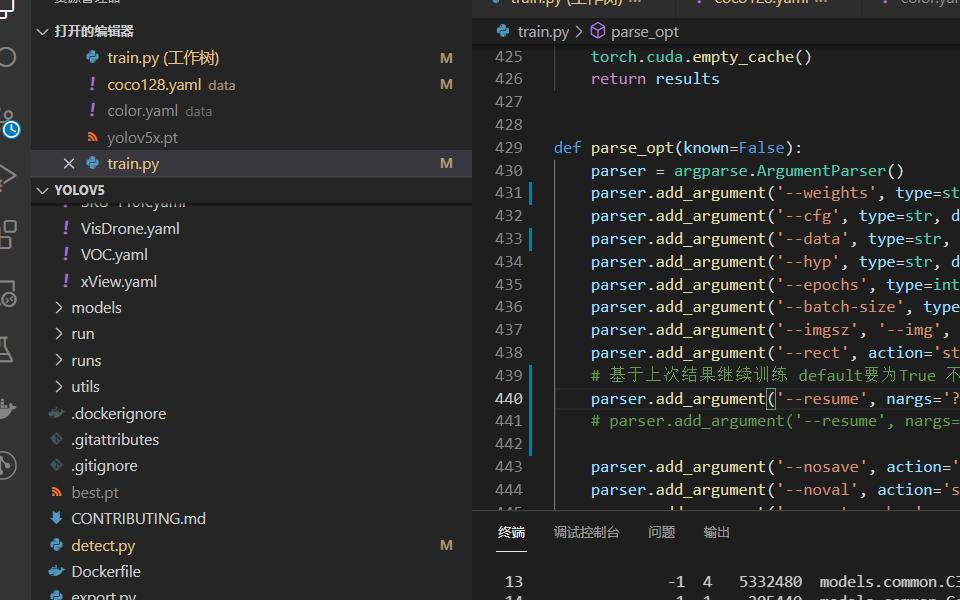 资源管理器
打开的编辑器
train.py (工作树) M
coco128.yaml data M
color.yaml data
yolov5x.pt
train.py M
YOLOV5
VisDrone.yaml
VOC.yaml
xView.yaml
models
run
runs
utils
.dockerignore
.gitattributes
.gitignore
best.pt
CONTRIBUTING.md
detect.py M
Dockerfile
export.py
train.py (工作树)
coco128.yaml
train.py > parse_opt
425 torch.cuda.empty_cache()
426 return results
427
428
429 def parse_opt(known=False):
430 parser = argparse.ArgumentParser()
431 parser.add_argument('--weights', type=st
432 parser.add_argument('--cfg', type=str, d
433 parser.add_argument('--data', type=str,
434 parser.add_argument('--hyp', type=str, d
435 parser.add_argument('--epochs', type=int
436 parser.add_argument('--batch-size', type
437 parser.add_argument('--imgsz', '--img',
438 parser.add_argument('--rect', action='st
439 # 基于上次结果继续训练 default要为True 不
440 parser.add_argument('--resume', nargs='?
441 # parser.add_argument('--resume', nargs=
442
443 parser.add_argument('--nosave', action='
444 parser.add_argument('--noval', action='s
终端 调试控制台 问题 输出
13 -1 4 5332480 models.common.C3